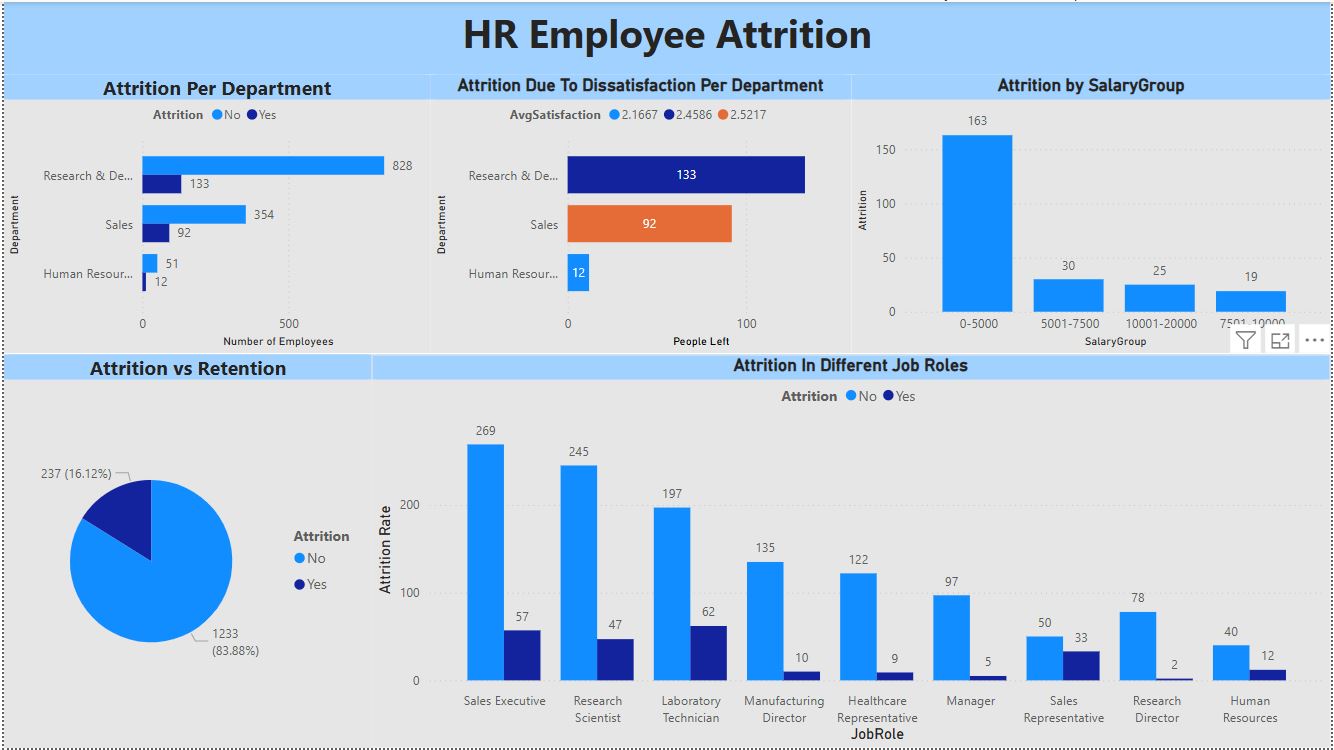 HR Employee Attrition
Attrition Per Department
Attrition No Yes
Department
Research & De...
828
133
Sales
354
92
Human Resour...
51
12
0 500
Number of Employees
Attrition Due To Dissatisfaction Per Department
AvgSatisfaction 2.1667 2.4586 2.5217
Department
Research & De...
133
Sales
92
Human Resour...
12
0 100
People Left
Attrition by SalaryGroup
Attrition
150
100
50
0
163
30
25
19
0-5000 5001-7500 10001-20000 7501-10000
SalaryGroup
Attrition vs Retention
237 (16.12%)
1233
(83.88%)
Attrition
No
Yes
Attrition In Different Job Roles
Attrition No Yes
Attrition Rate
200
100
0
269
57
245
47
197
62
135
10
122
9
97
5
50
33
78
2
40
12
Sales Executive
Research
Scientist
Laboratory
Technician
Manufacturing
Director
Healthcare
Representative
Manager
Sales
Representative
Research
Director
Human
Resources
JobRole